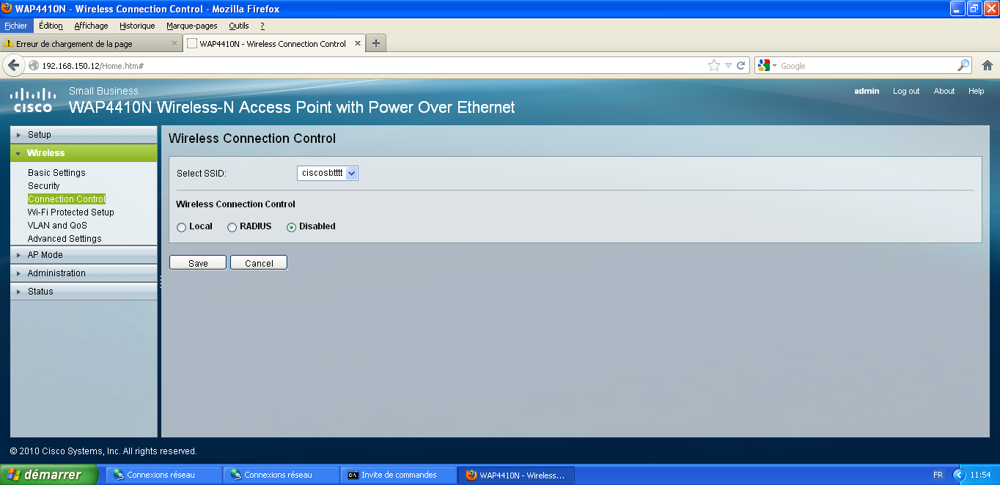 WAP4410N - Wireless Connection Control - Mozilla Firefox
Fichier Édition Affichage Historique Marque-pages Outils ?
Erreur de chargement de la page
WAP4410N - Wireless Connection Control
192.168.150.12/Home.htm#
Google
Small Business
cisco
WAP4410N Wireless-N Access Point with Power Over Ethernet
admin Log out About Help
Setup
Wireless
Basic Settings
Security
Connection Control
Wi-Fi Protected Setup
VLAN and QoS
Advanced Settings
AP Mode
Administration
Status
Wireless Connection Control
Select SSID: ciscosbtttt
Wireless Connection Control
Local RADIUS Disabled
Save Cancel
© 2010 Cisco Systems, Inc. All rights reserved.
démarrer Connexions réseau Connexions réseau Invite de commandes WAP4410N - Wireless... FR 11:54